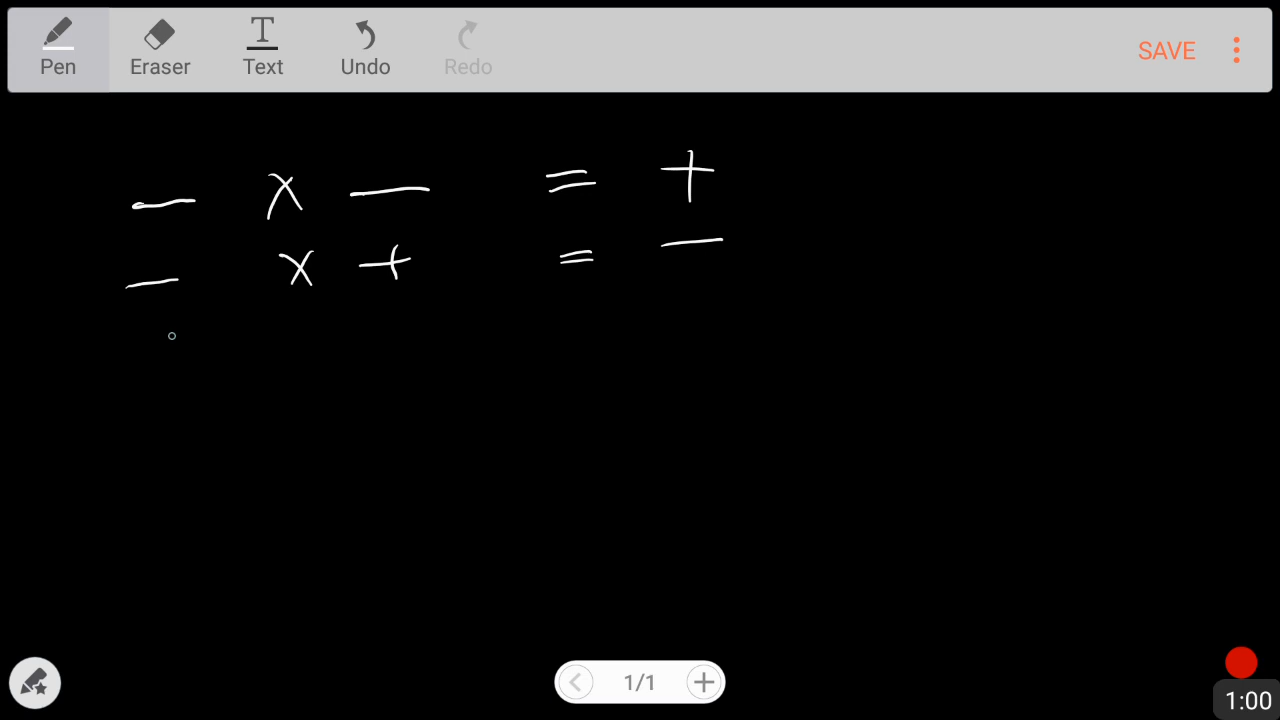 Pen Eraser Text Undo Redo SAVE
− x − = +
− x + = −
1/1
1:00